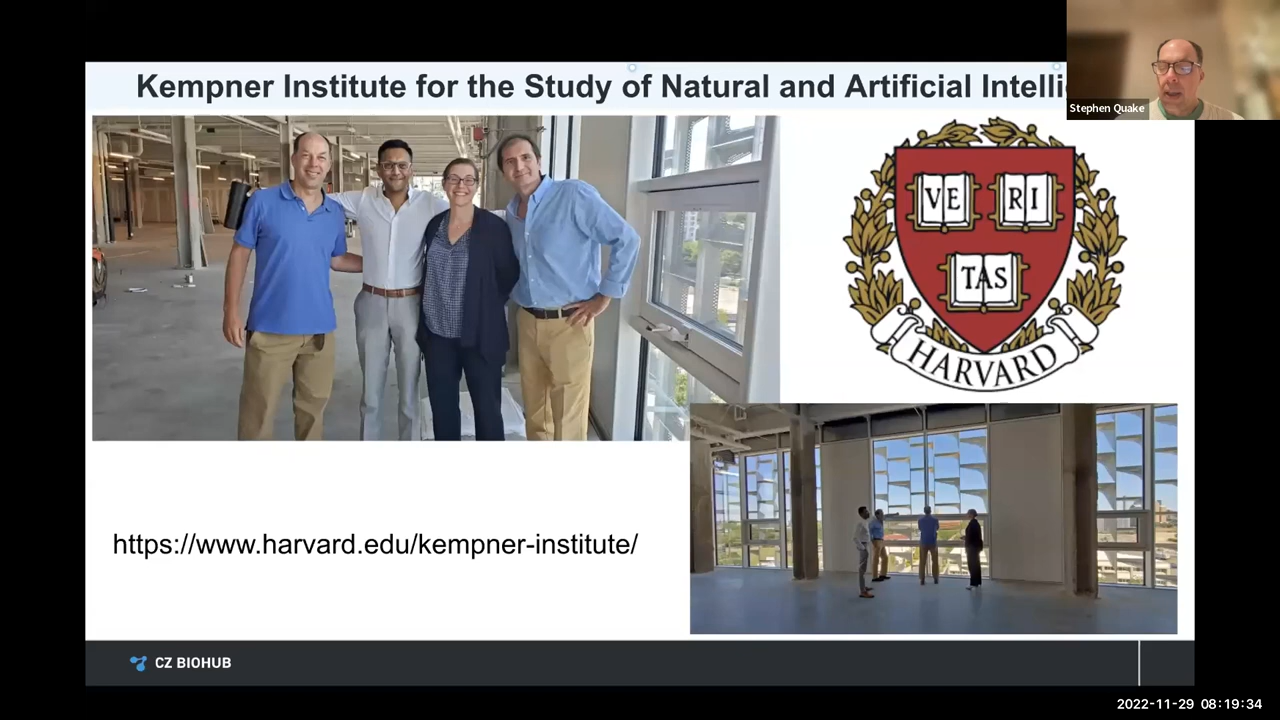 Kempner Institute for the Study of Natural and Artificial Intelli
Stephen Quake
VE RI
TAS
HARVARD
https://www.harvard.edu/kempner-institute/
CZ BIOHUB
2022-11-29 08:19:34